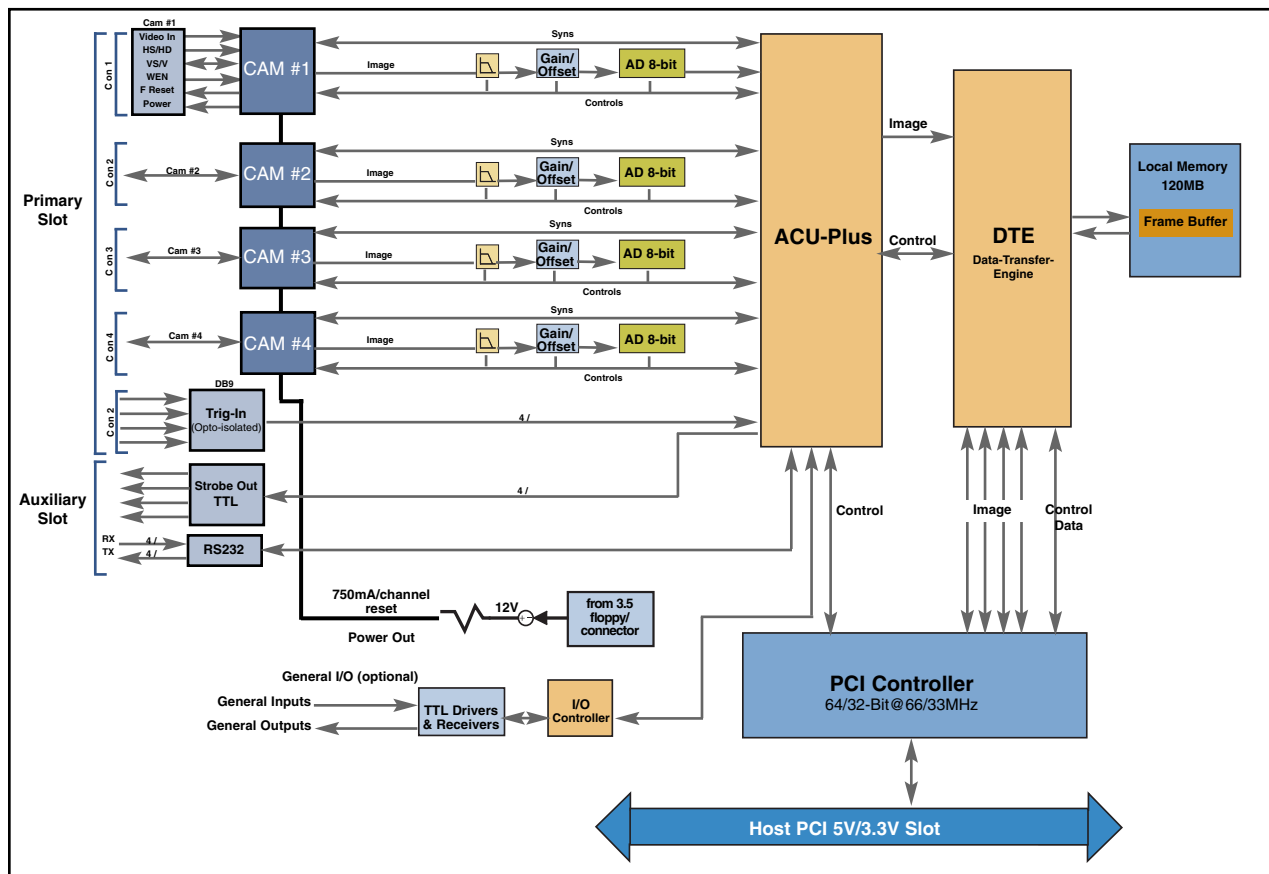 Cam #1
Video In
HS/HD
VS/V
WEN
F Reset
Power
C on 1
CAM #1
Syns
Image
Gain/
Offset
AD 8-bit
Controls
C on 2
Cam #2
CAM #2
Syns
Image
Gain/
Offset
AD 8-bit
Controls
Primary
Slot
C on 3
Cam #3
CAM #3
Syns
Image
Gain/
Offset
AD 8-bit
Controls
C on 4
Cam #4
CAM #4
Syns
Image
Gain/
Offset
AD 8-bit
Controls
ACU-Plus
Image
Control
DTE
Data-Transfer-
Engine
Local Memory
120MB
Frame Buffer
C on 2
DB9
Trig-In
(Opto-isolated)
4 /
Auxiliary
Slot
Strobe Out
TTL
4 /
RX
TX
4 /
4 /
RS232
Control
Image
Control
Data
750mA/channel
reset
Power Out
12V
+ -
from 3.5
floppy/
connector
General I/O (optional)
General Inputs
General Outputs
TTL Drivers
& Receivers
I/O
Controller
PCI Controller
64/32-Bit@66/33MHz
Host PCI 5V/3.3V Slot